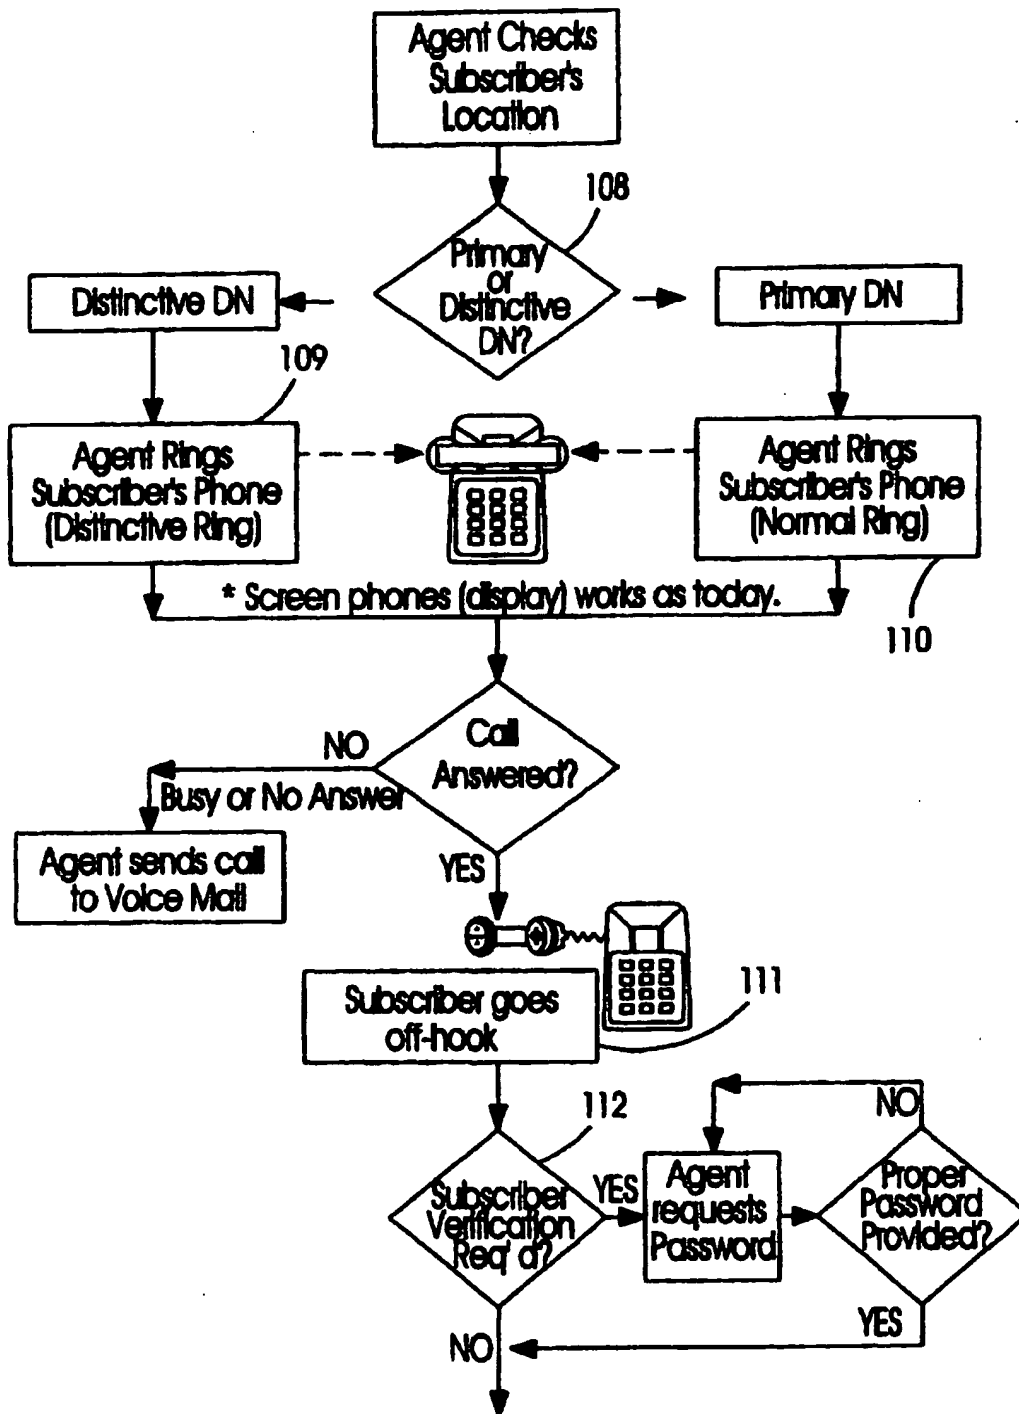 Agent Checks
Subscriber's
Location
108
Primary
or
Distinctive
DN?
Distinctive DN
Primary DN
109
Agent Rings
Subscriber's Phone
(Distinctive Ring)
Agent Rings
Subscriber's Phone
(Normal Ring)
* Screen phones (display) works as today.
110
Call
Answered?
NO
Busy or No Answer
Agent sends call
to Voice Mail
YES
Subscriber goes
off-hook
111
112
Subscriber
Verification
Req' d?
YES
Agent
requests
Password
Proper
Password
Provided?
NO
YES
NO